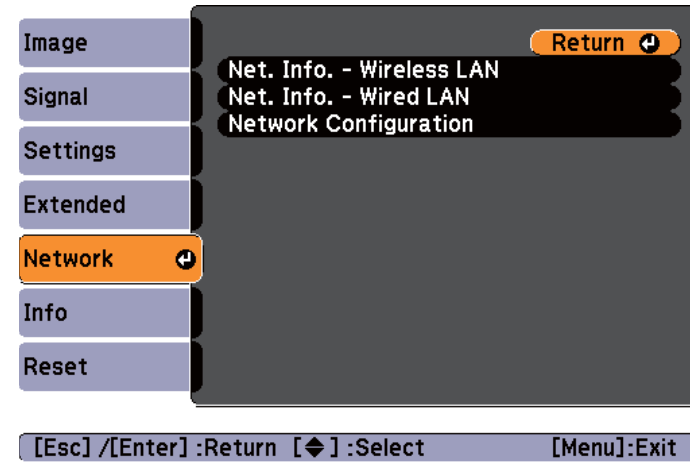 Image
Signal
Settings
Extended
Network
Info
Reset
Return
Net. Info. - Wireless LAN
Net. Info. - Wired LAN
Network Configuration
[Esc] /[Enter] :Return [◆] :Select [Menu]:Exit